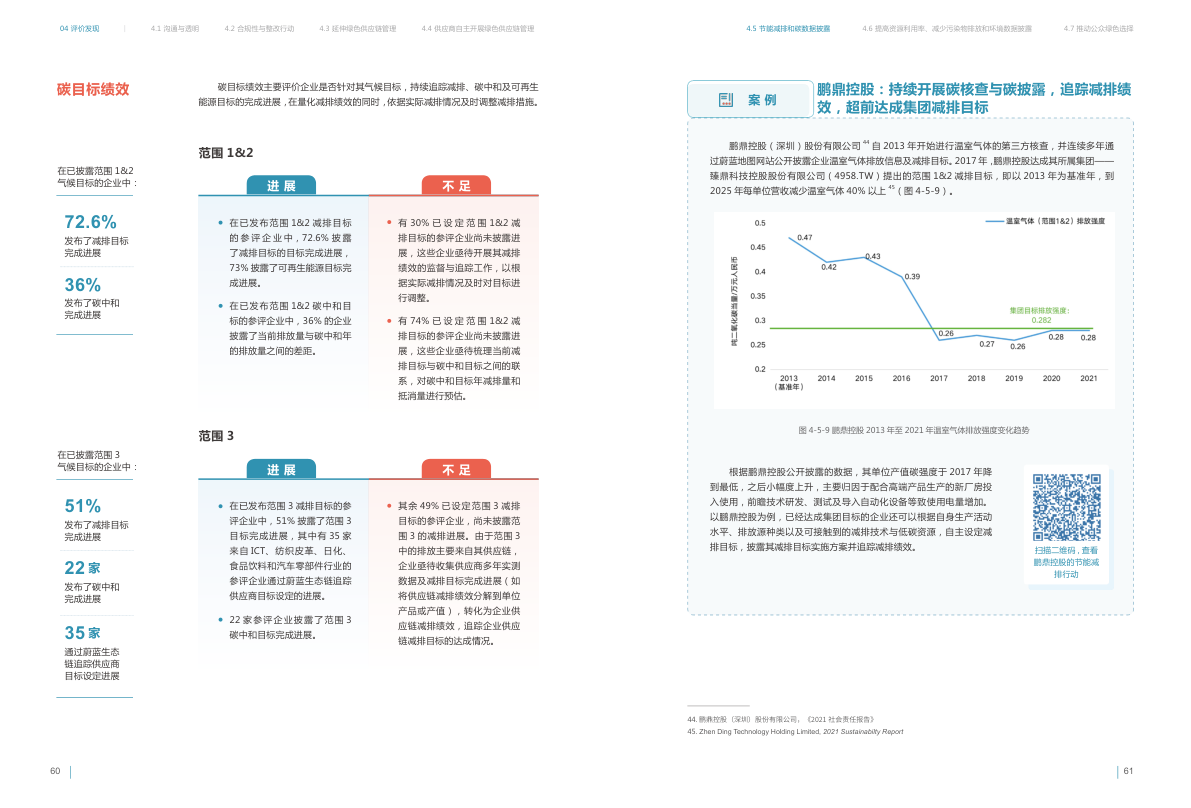 04 评价发现
4.1 沟通与透明
4.2 合规性与整改行动
4.3 延伸绿色供应链管理
4.4 供应商自主开展绿色供应链管理
碳目标绩效
碳目标绩效主要评价企业是否针对其气候目标，持续追踪减排、碳中和及可再生
能源目标的完成进展，在量化减排绩效的同时，依据实际减排情况及时调整减排措施。
在已披露范围 1&2
气候目标的企业中：
72.6%
发布了减排目标
完成进展
36%
发布了碳中和
完成进展
范围 1&2
进 展
• 在已发布范围 1&2 减排目标
的参评企业中，72.6% 披露
了减排目标的目标完成进展，
73% 披露了可再生能源目标完
成进展。
• 在已发布范围 1&2 碳中和目
标的参评企业中，36% 的企业
披露了当前排放量与碳中和年
的排放量之间的差距。
不 足
• 有 30% 已设定范围 1&2 减
排目标的参评企业尚未披露进
展，这些企业亟待开展其减排
绩效的监督与追踪工作，以根
据实际减排情况及时对目标进
行调整。
• 有 74% 已设定范围 1&2 减
排目标的参评企业尚未披露进
展，这些企业亟待梳理当前减
排目标与碳中和目标之间的联
系，对碳中和目标年减排量和
抵消量进行预估。
在已披露范围 3
气候目标的企业中：
51%
发布了减排目标
完成进展
22 家
发布了碳中和
完成进展
35 家
通过蔚蓝生态
链追踪供应商
目标设定进展
范围 3
进 展
• 在已发布范围 3 减排目标的参
评企业中，51% 披露了范围 3
目标完成进展，其中有 35 家
来自 ICT、纺织皮革、日化、
食品饮料和汽车零部件行业的
参评企业通过蔚蓝生态链追踪
供应商目标设定的进展。
• 22 家参评企业披露了范围 3
碳中和目标完成进展。
不 足
• 其余 49% 已设定范围 3 减排
目标的参评企业，尚未披露范
围 3 的减排进展。由于范围 3
中的排放主要来自其供应链，
企业亟待收集供应商多年实测
数据及减排目标完成进展（如
将供应链减排绩效分解到单位
产品或产值），转化为企业供
应链减排绩效，追踪企业供应
链减排目标的达成情况。
60
4.5 节能减排和碳数据披露
4.6 提高资源利用率、减少污染物排放和环境数据披露
4.7 推动公众绿色选择
案 例
鹏鼎控股：持续开展碳核查与碳披露，追踪减排绩
效，超前达成集团减排目标
鹏鼎控股（深圳）股份有限公司 44 自 2013 年开始进行温室气体的第三方核查，并连续多年通
过蔚蓝地图网站公开披露企业温室气体排放信息及减排目标。2017 年，鹏鼎控股达成其所属集团——
臻鼎科技控股股份有限公司（4958.TW）提出的范围 1&2 减排目标，即以 2013 年为基准年，到
2025 年每单位营收减少温室气体 40% 以上 45（图 4-5-9）。
温室气体（范围1&2）排放强度
吨二氧化碳当量/万元人民币
0.5
0.45
0.4
0.35
0.3
0.25
0.2
0.47
0.42
0.43
0.39
0.26
0.27
0.26
0.28
0.28
集团目标排放强度：
0.282
2013
（基准年）
2014
2015
2016
2017
2018
2019
2020
2021
图 4-5-9 鹏鼎控股 2013 年至 2021 年温室气体排放强度变化趋势
根据鹏鼎控股公开披露的数据，其单位产值碳强度于 2017 年降
到最低，之后小幅度上升，主要归因于配合高端产品生产的新厂房投
入使用，前瞻技术研发、测试及导入自动化设备等致使用电量增加。
以鹏鼎控股为例，已经达成集团目标的企业还可以根据自身生产活动
水平、排放源种类以及可接触到的减排技术与低碳资源，自主设定减
排目标，披露其减排目标实施方案并追踪减排绩效。
扫描二维码，查看
鹏鼎控股的节能减
排行动
44. 鹏鼎控股（深圳）股份有限公司，《2021 社会责任报告》
45. Zhen Ding Technology Holding Limited, 2021 Sustainabilty Report
61